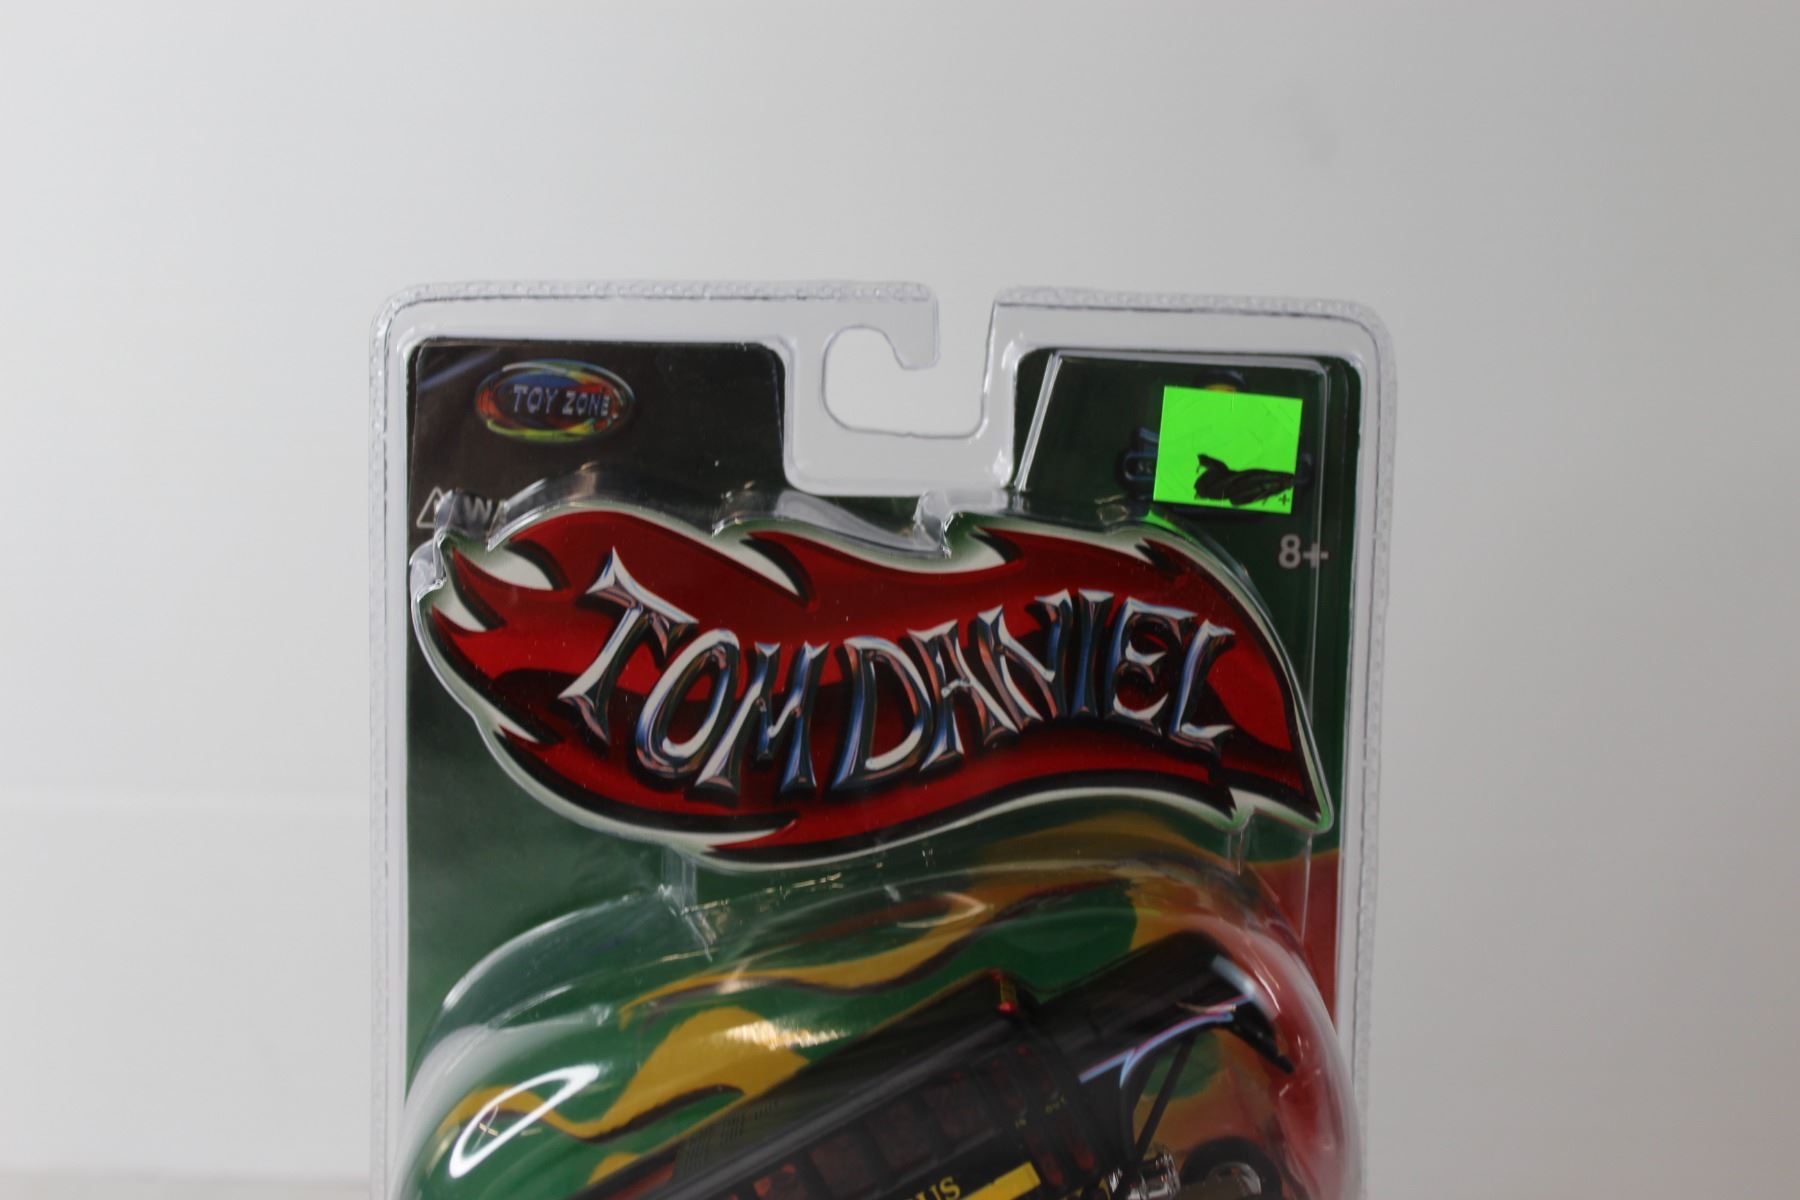 TOY ZONE
8+
TOM DANIEL